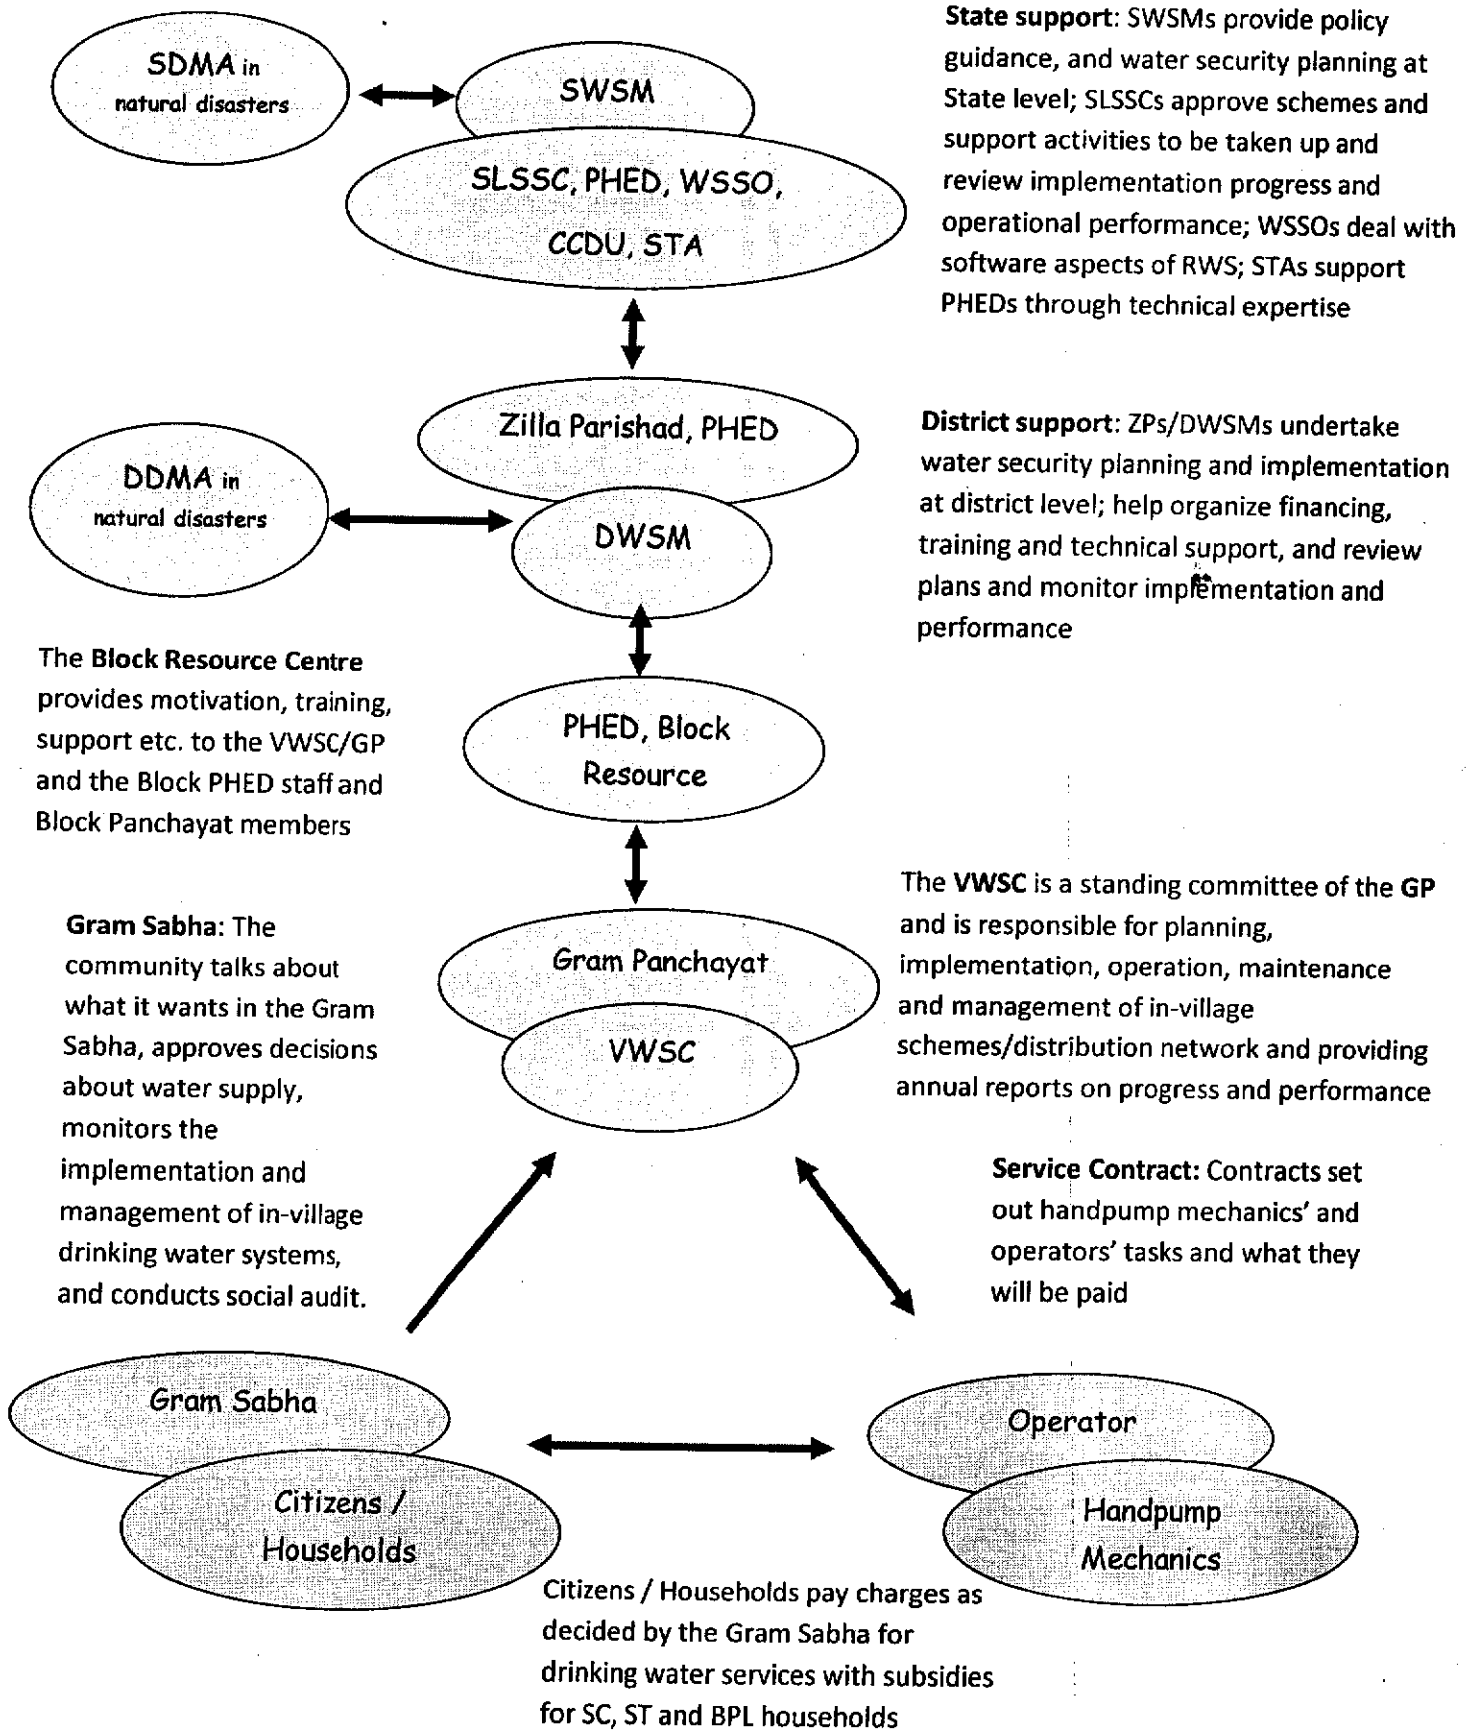 SDMA in
natural disasters
SWSM
SLSSC, PHED, WSSO,
CCDU, STA
State support: SWSMs provide policy
guidance, and water security planning at
State level; SLSSCs approve schemes and
support activities to be taken up and
review implementation progress and
operational performance; WSSOs deal with
software aspects of RWS; STAs support
PHEDs through technical expertise
Zilla Parishad, PHED
DWSM
DDMA in
natural disasters
District support: ZPs/DWSMs undertake
water security planning and implementation
at district level; help organize financing,
training and technical support, and review
plans and monitor implementation and
performance
The Block Resource Centre
provides motivation, training,
support etc. to the VWSC/GP
and the Block PHED staff and
Block Panchayat members
PHED, Block
Resource
Gram Panchayat
VWSC
The VWSC is a standing committee of the GP
and is responsible for planning,
implementation, operation, maintenance
and management of in-village
schemes/distribution network and providing
annual reports on progress and performance
Gram Sabha: The
community talks about
what it wants in the Gram
Sabha, approves decisions
about water supply,
monitors the
implementation and
management of in-village
drinking water systems,
and conducts social audit.
Service Contract: Contracts set
out handpump mechanics' and
operators' tasks and what they
will be paid
Gram Sabha
Citizens /
Households
Operator
Handpump
Mechanics
Citizens / Households pay charges as
decided by the Gram Sabha for
drinking water services with subsidies
for SC, ST and BPL households